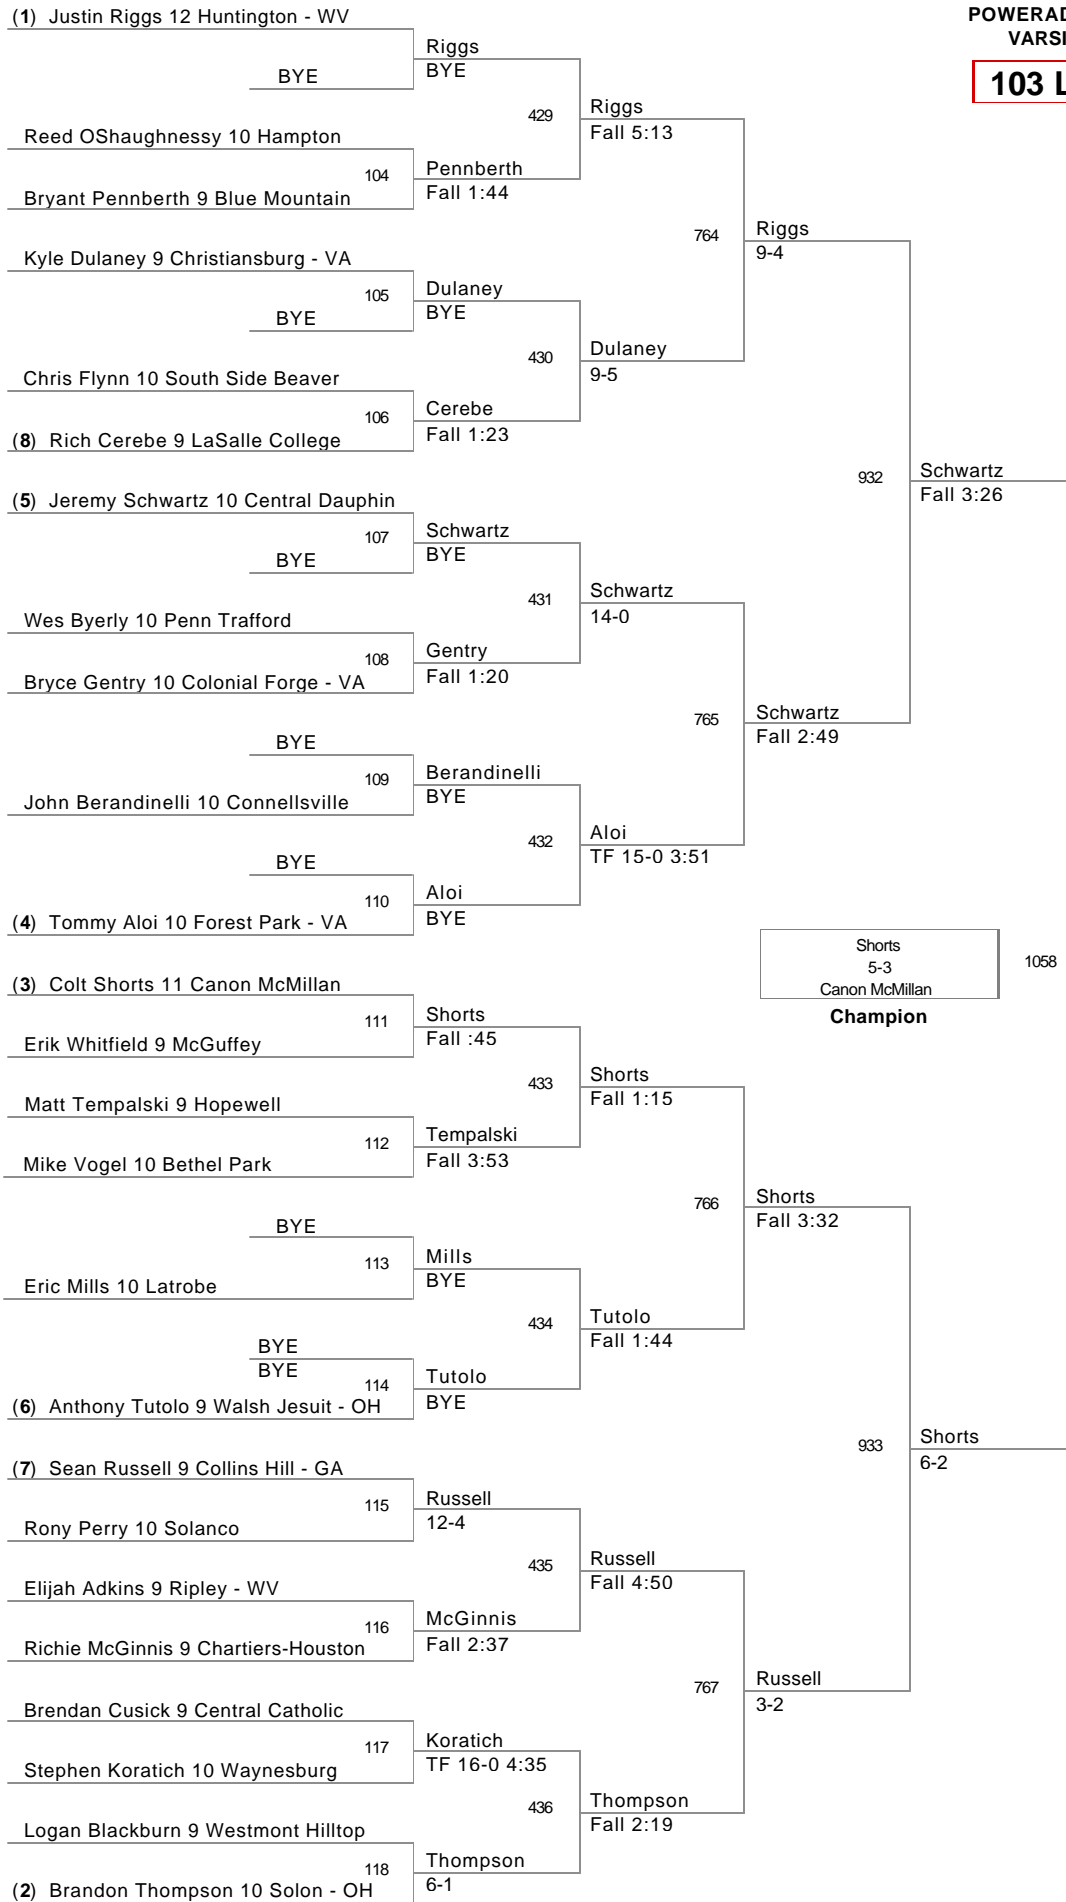 (1) Justin Riggs 12 Huntington - WV
POWERAD
VARSI
103 L
Riggs
BYE
BYE
429
Riggs
Fall 5:13
Reed OShaughnessy 10 Hampton
104
Pennberth
Fall 1:44
Bryant Pennberth 9 Blue Mountain
764
Riggs
9-4
Kyle Dulaney 9 Christiansburg - VA
105
Dulaney
BYE
BYE
430
Dulaney
9-5
Chris Flynn 10 South Side Beaver
106
Cerebe
Fall 1:23
(8) Rich Cerebe 9 LaSalle College
932
Schwartz
Fall 3:26
(5) Jeremy Schwartz 10 Central Dauphin
107
Schwartz
BYE
BYE
431
Schwartz
14-0
Wes Byerly 10 Penn Trafford
108
Gentry
Fall 1:20
Bryce Gentry 10 Colonial Forge - VA
765
Schwartz
Fall 2:49
BYE
109
Berandinelli
BYE
John Berandinelli 10 Connellsville
432
Aloi
TF 15-0 3:51
BYE
110
Aloi
BYE
(4) Tommy Aloi 10 Forest Park - VA
Shorts
5-3
Canon McMillan
1058
Champion
(3) Colt Shorts 11 Canon McMillan
111
Shorts
Fall :45
Erik Whitfield 9 McGuffey
433
Shorts
Fall 1:15
Matt Tempalski 9 Hopewell
112
Tempalski
Fall 3:53
Mike Vogel 10 Bethel Park
766
Shorts
Fall 3:32
BYE
113
Mills
BYE
Eric Mills 10 Latrobe
434
Tutolo
Fall 1:44
BYE
BYE
114
Tutolo
BYE
(6) Anthony Tutolo 9 Walsh Jesuit - OH
933
Shorts
6-2
(7) Sean Russell 9 Collins Hill - GA
115
Russell
12-4
Rony Perry 10 Solanco
435
Russell
Fall 4:50
Elijah Adkins 9 Ripley - WV
116
McGinnis
Fall 2:37
Richie McGinnis 9 Chartiers-Houston
767
Russell
3-2
Brendan Cusick 9 Central Catholic
117
Koratich
TF 16-0 4:35
Stephen Koratich 10 Waynesburg
436
Thompson
Fall 2:19
Logan Blackburn 9 Westmont Hilltop
118
Thompson
6-1
(2) Brandon Thompson 10 Solon - OH